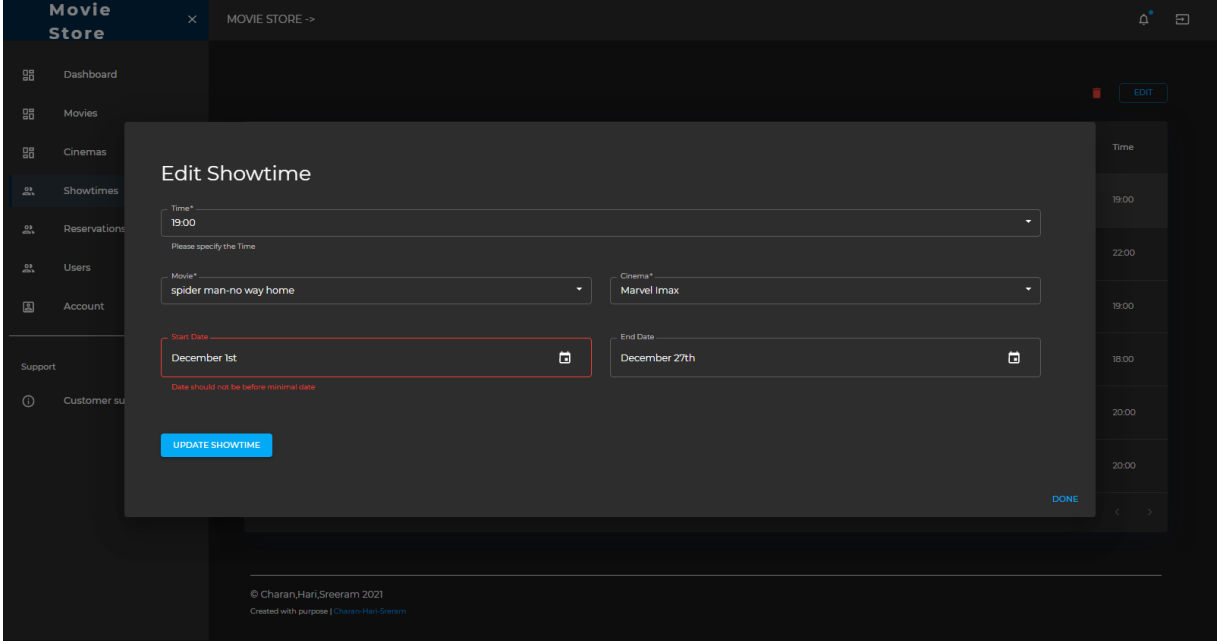 Movie
Store
MOVIE STORE ->
Dashboard
EDIT
Movies
Cinemas
Time
Edit Showtime
Showtimes
Time*
19:00
19:00
Reservations
Please specify the Time
22:00
Users
Movie*
Cinema*
spider man-no way home
Marvel Imax
Account
19:00
Start Date
End Date
December 1st
December 27th
18:00
Support
Date should not be before minimal date
Customer su
20:00
UPDATE SHOWTIME
20:00
DONE
© Charan,Hari,Sreeram 2021
Created with purpose | Charan-Hari-Sreram